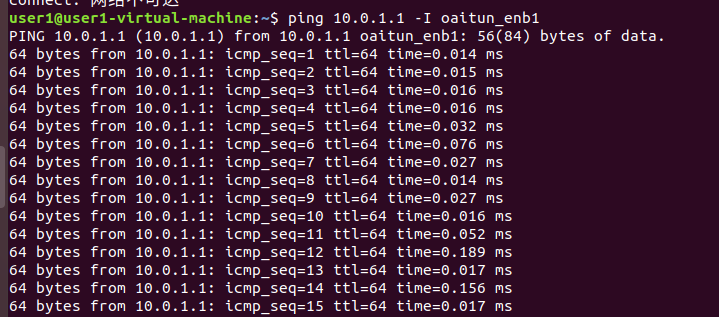 connect: 网络不可达
user1@user1-virtual-machine:~$ ping 10.0.1.1 -I oaitun_enb1
PING 10.0.1.1 (10.0.1.1) from 10.0.1.1 oaitun_enb1: 56(84) bytes of data.
64 bytes from 10.0.1.1: icmp_seq=1 ttl=64 time=0.014 ms
64 bytes from 10.0.1.1: icmp_seq=2 ttl=64 time=0.015 ms
64 bytes from 10.0.1.1: icmp_seq=3 ttl=64 time=0.016 ms
64 bytes from 10.0.1.1: icmp_seq=4 ttl=64 time=0.016 ms
64 bytes from 10.0.1.1: icmp_seq=5 ttl=64 time=0.032 ms
64 bytes from 10.0.1.1: icmp_seq=6 ttl=64 time=0.076 ms
64 bytes from 10.0.1.1: icmp_seq=7 ttl=64 time=0.027 ms
64 bytes from 10.0.1.1: icmp_seq=8 ttl=64 time=0.014 ms
64 bytes from 10.0.1.1: icmp_seq=9 ttl=64 time=0.027 ms
64 bytes from 10.0.1.1: icmp_seq=10 ttl=64 time=0.016 ms
64 bytes from 10.0.1.1: icmp_seq=11 ttl=64 time=0.052 ms
64 bytes from 10.0.1.1: icmp_seq=12 ttl=64 time=0.189 ms
64 bytes from 10.0.1.1: icmp_seq=13 ttl=64 time=0.017 ms
64 bytes from 10.0.1.1: icmp_seq=14 ttl=64 time=0.156 ms
64 bytes from 10.0.1.1: icmp_seq=15 ttl=64 time=0.017 ms